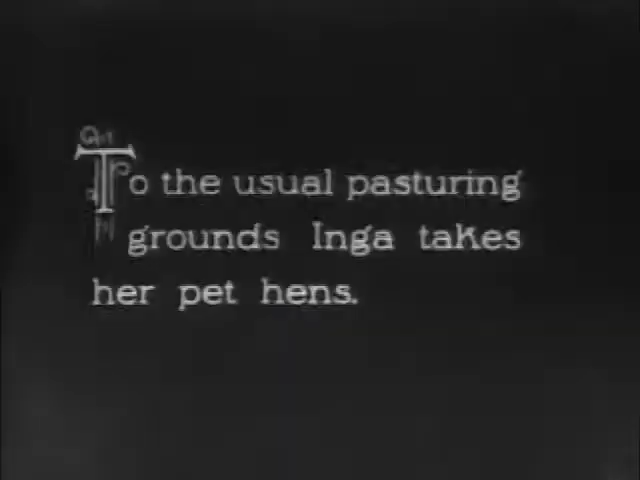 To the usual pasturing
grounds Inga takes
her pet hens.